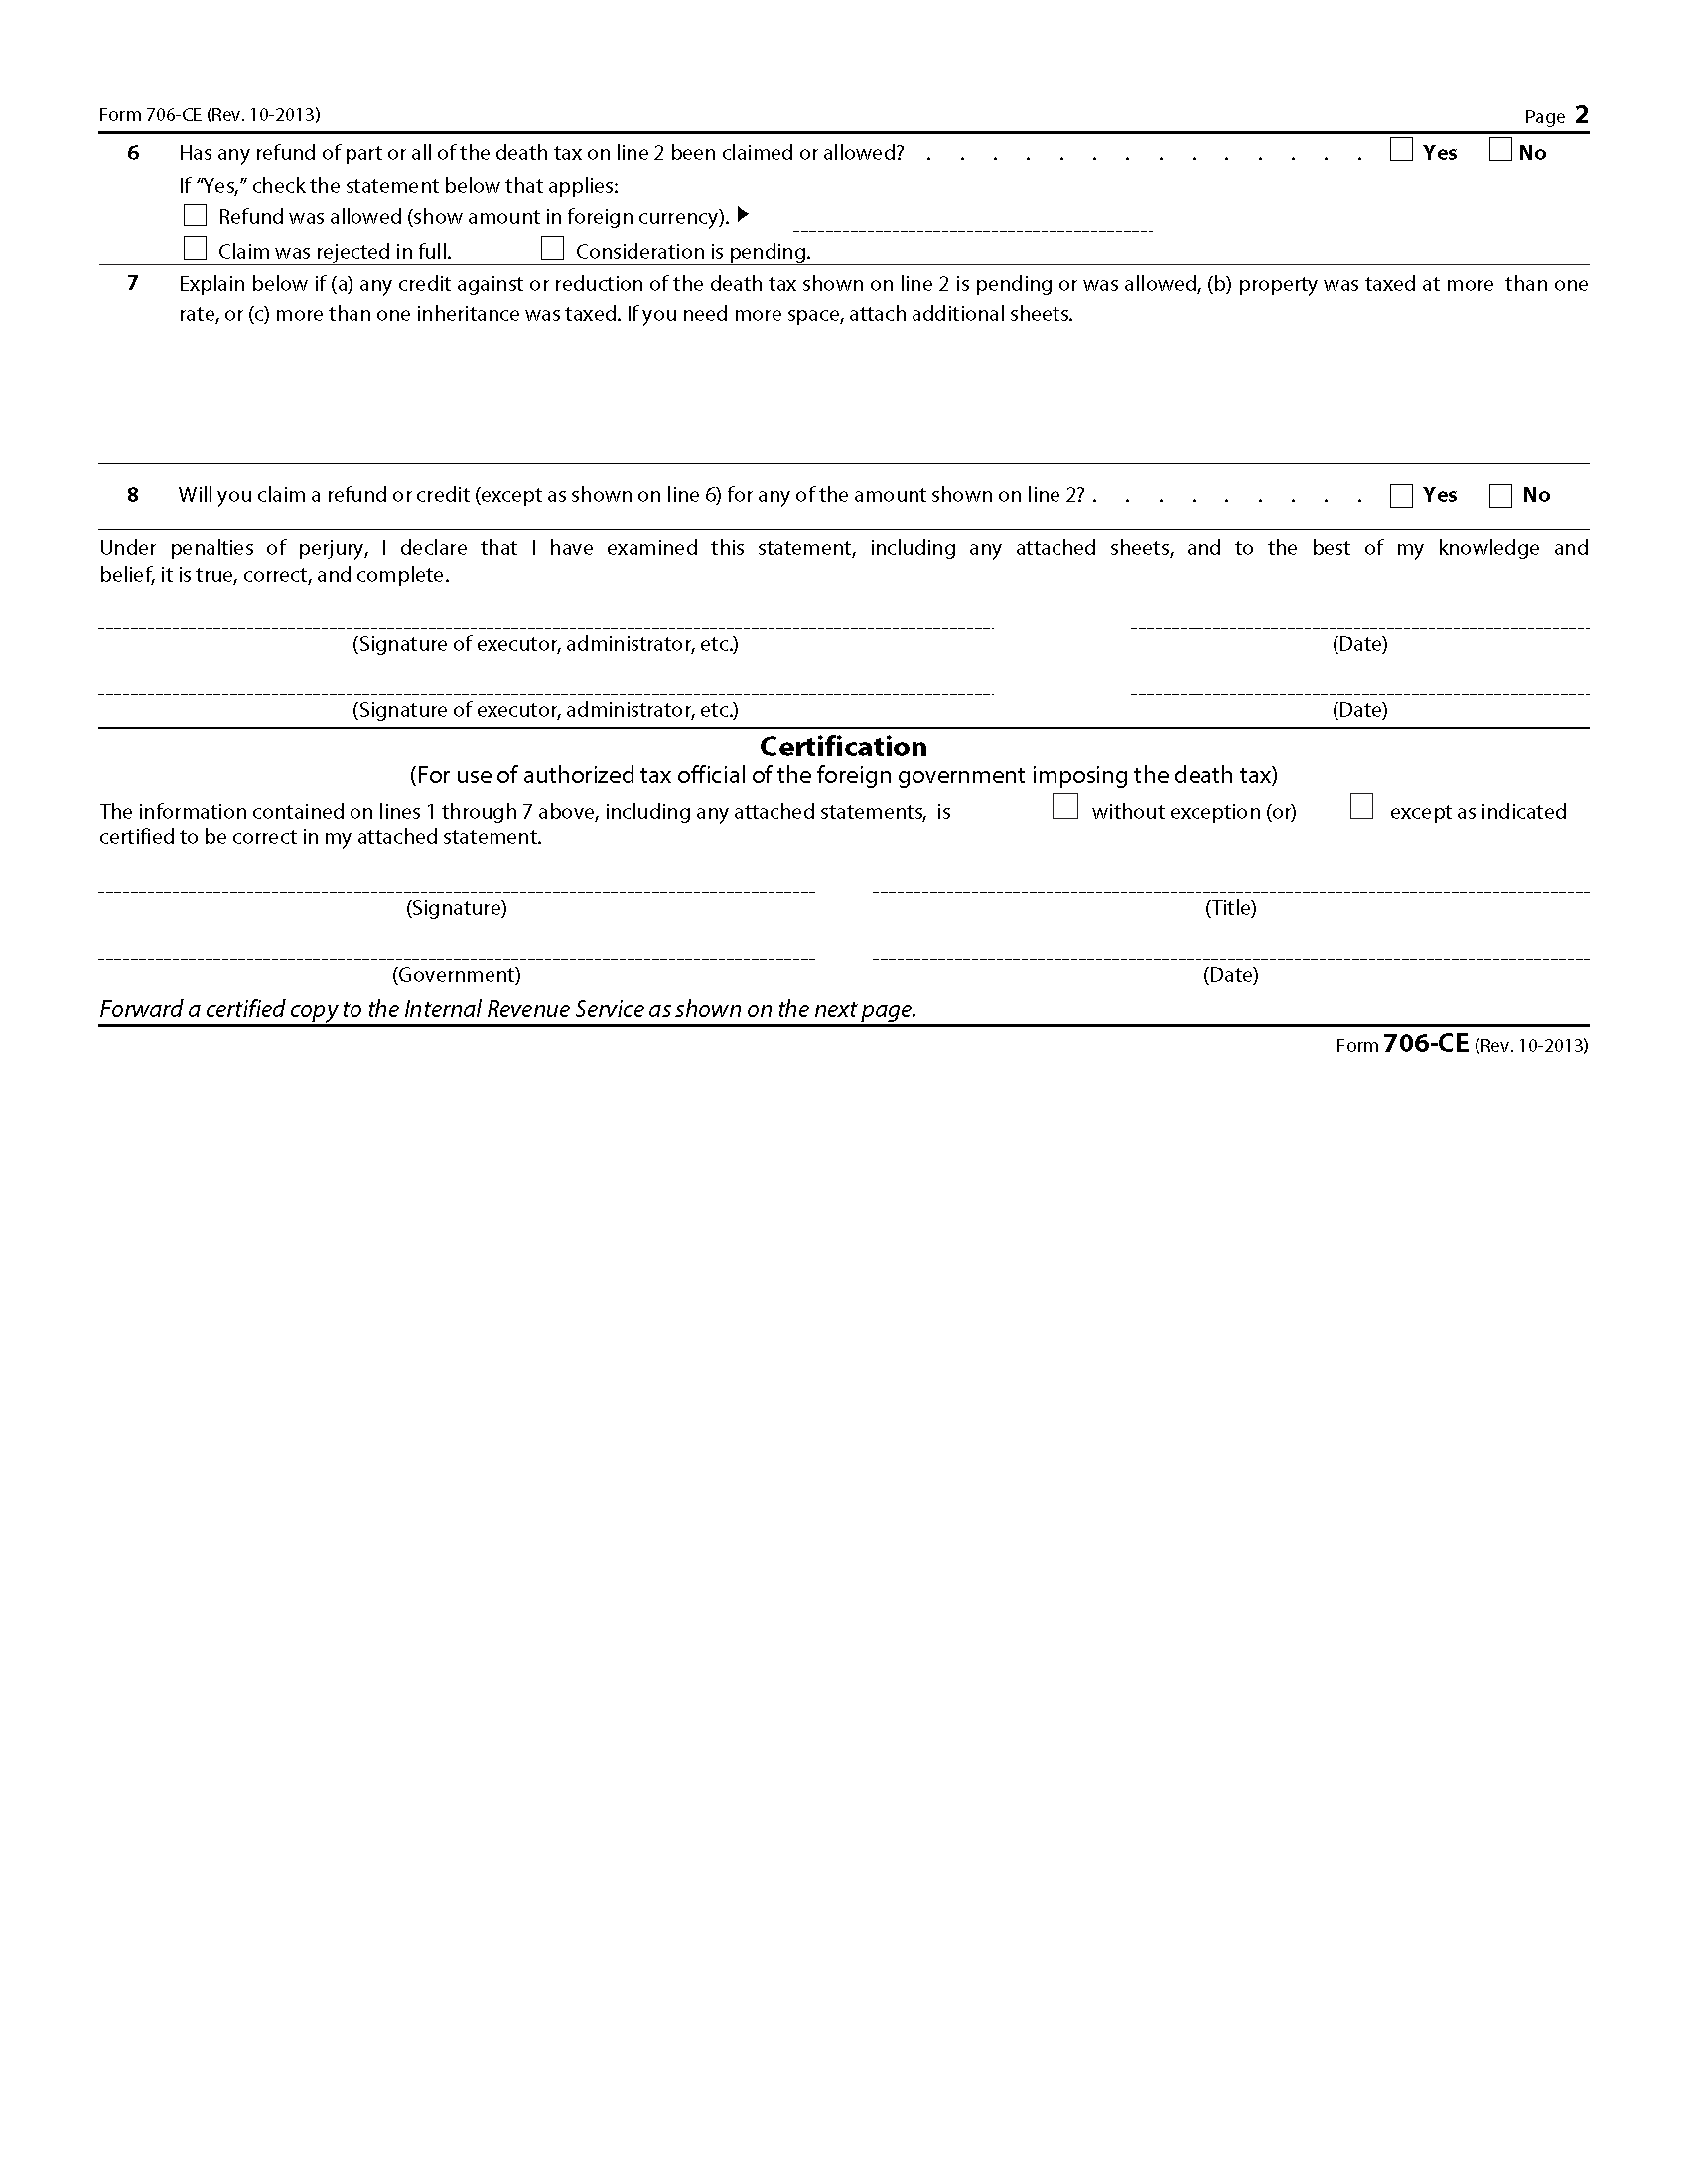 Form 706-CE (Rev. 10-2013) Page 2
6 Has any refund of part or all of the death tax on line 2 been claimed or allowed? . . . . . . . . . . . . . . Yes No
If “Yes,” check the statement below that applies:
Refund was allowed (show amount in foreign currency). ▶
Claim was rejected in full. Consideration is pending.
7 Explain below if (a) any credit against or reduction of the death tax shown on line 2 is pending or was allowed, (b) property was taxed at more than one
rate, or (c) more than one inheritance was taxed. If you need more space, attach additional sheets.
8 Will you claim a refund or credit (except as shown on line 6) for any of the amount shown on line 2? . . . . . . . . . Yes No
Under penalties of perjury, I declare that I have examined this statement, including any attached sheets, and to the best of my knowledge and
belief, it is true, correct, and complete.
(Signature of executor, administrator, etc.) (Date)
(Signature of executor, administrator, etc.) (Date)
Certification
(For use of authorized tax official of the foreign government imposing the death tax)
The information contained on lines 1 through 7 above, including any attached statements, is without exception (or) except as indicated
certified to be correct in my attached statement.
(Signature) (Title)
(Government) (Date)
Forward a certified copy to the Internal Revenue Service as shown on the next page.
Form 706-CE (Rev. 10-2013)